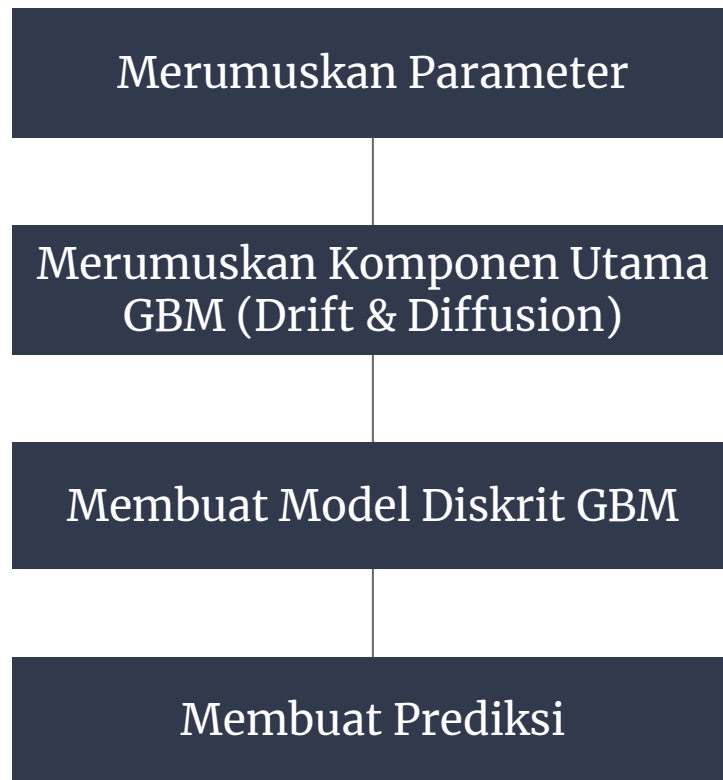 Merumuskan Parameter
Merumuskan Komponen Utama
GBM (Drift & Diffusion)
Membuat Model Diskrit GBM
Membuat Prediksi